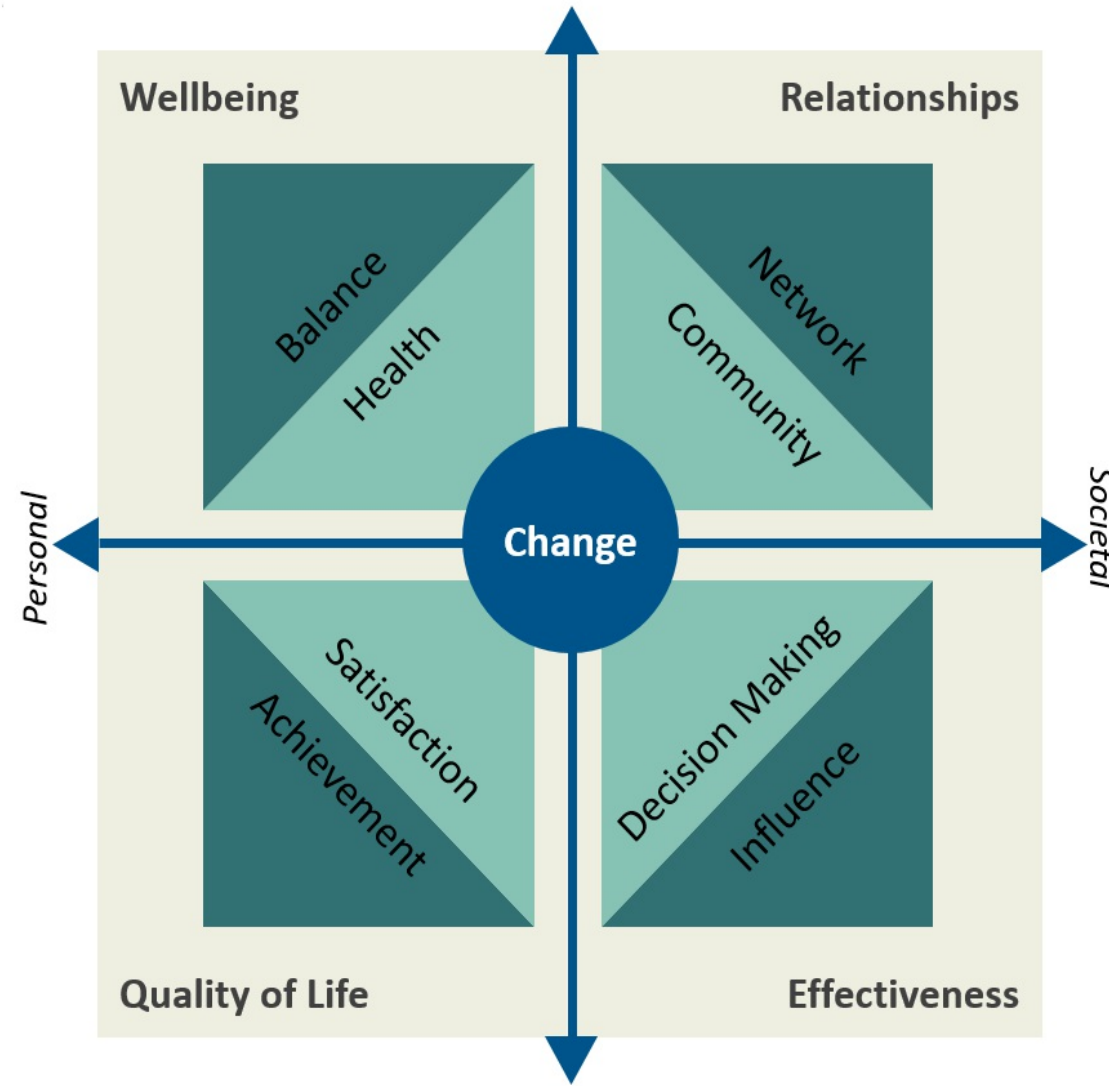 Wellbeing
Relationships
Balance
Health
Network
Community
Personal
Change
Societal
Satisfaction
Achievement
Decision Making
Influence
Quality of Life
Effectiveness